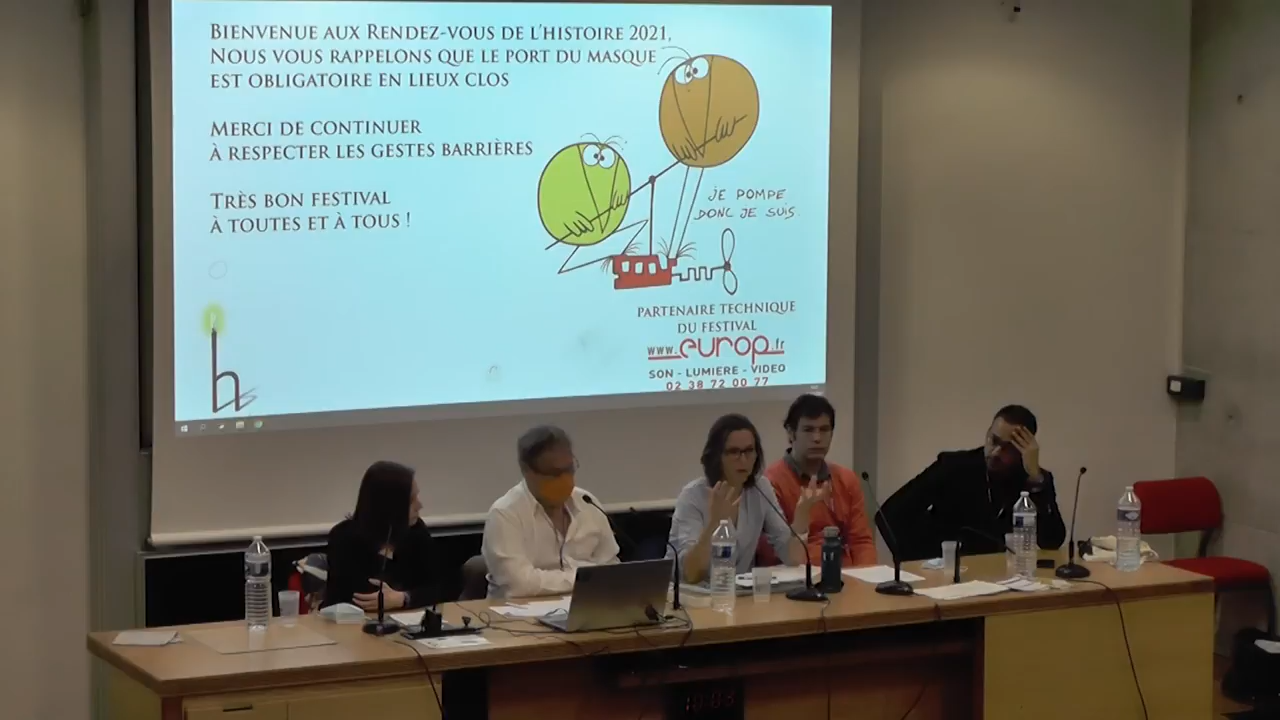 BIENVENUE AUX RENDEZ-VOUS DE L'HISTOIRE 2021,
NOUS VOUS RAPPELONS QUE LE PORT DU MASQUE
EST OBLIGATOIRE EN LIEUX CLOS
MERCI DE CONTINUER
À RESPECTER LES GESTES BARRIÈRES
TRÈS BON FESTIVAL
À TOUTES ET À TOUS !
JE POMPE
DONC JE SUIS.
PARTENAIRE TECHNIQUE
DU FESTIVAL
www.europ.fr
SON - LUMIERE - VIDEO
02 38 72 00 77
h
10:03